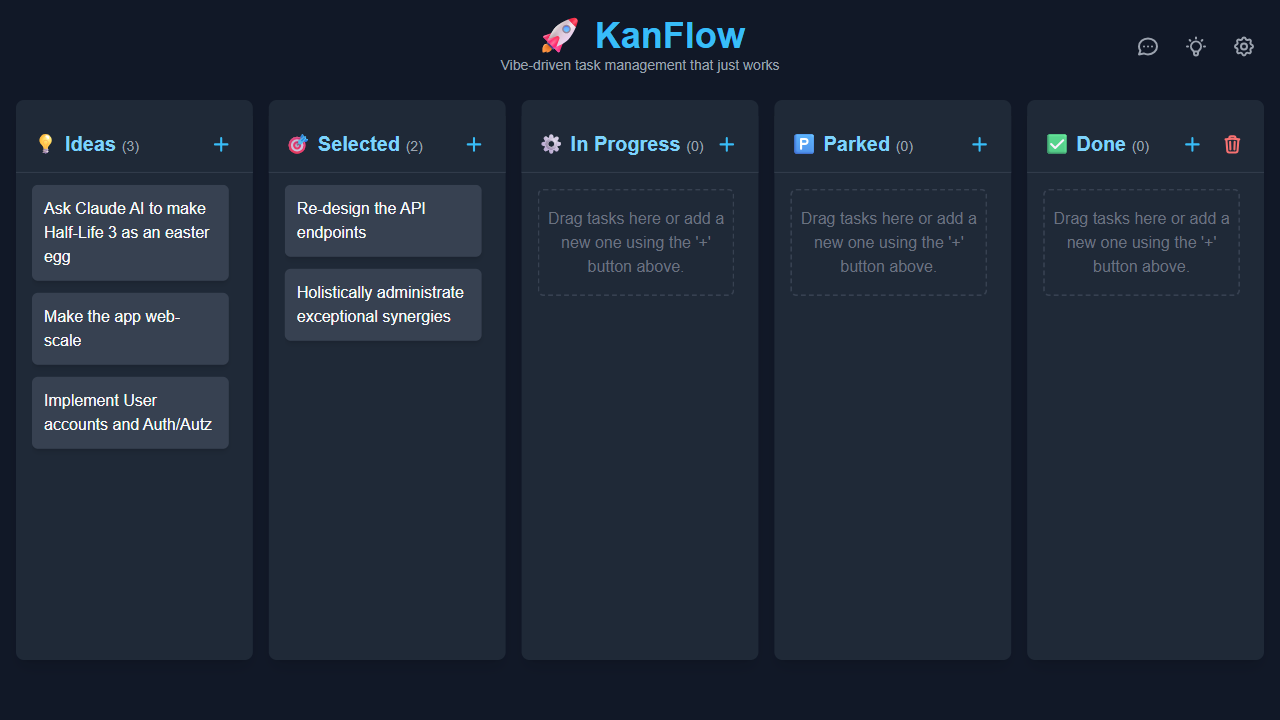 KanFlow
Vibe-driven task management that just works
Ideas (3)
Ask Claude AI to make
Half-Life 3 as an easter
egg
Make the app web-
scale
Implement User
accounts and Auth/Autz
Selected (2)
Re-design the API
endpoints
Holistically administrate
exceptional synergies
In Progress (0)
Drag tasks here or add a
new one using the '+'
button above.
P Parked (0)
Drag tasks here or add a
new one using the '+'
button above.
Done (0)
Drag tasks here or add a
new one using the '+'
button above.